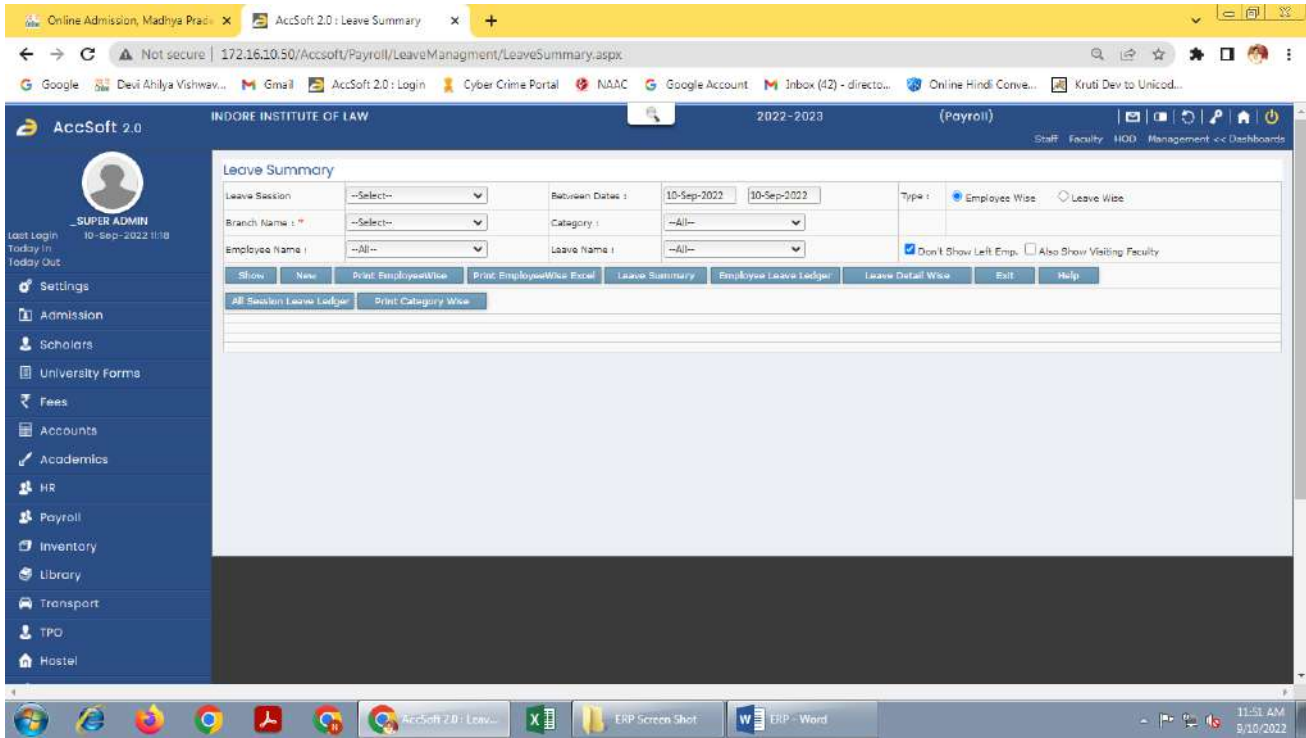 Online Admission, Madhya Prade
AccSoft 2.0 : Leave Summary
Not secure | 172.16.10.50/Accsoft/Payroll/LeaveManagment/LeaveSummary.aspx
Google Devi Ahilya Vishwav... Gmail AccSoft 2.0 : Login Cyber Crime Portal NAAC Google Account Inbox (42) - directo... Online Hindi Conve... Kruti Dev to Unicod...
AccSoft 2.0
INDORE INSTITUTE OF LAW 2022-2023 (Payroll)
Staff Faculty HOD Management << Dashboards
_SUPER ADMIN
Last Login 10-Sep-2022 11:18
Today In
Today Out
Settings
Admission
Scholars
University Forms
Fees
Accounts
Academics
HR
Payroll
Inventory
Library
Transport
TPO
Hostel
Leave Summary
Leave Session --Select-- Between Dates : 10-Sep-2022 10-Sep-2022 Type : Employee Wise Leave Wise
Branch Name : * --Select-- Category : --All--
Employee Name : --All-- Leave Name : --All-- Don't Show Left Emp. Also Show Visiting Faculty
Show New Print EmployeeWise Print EmployeeWise Excel Leave Summary Employee Leave Ledger Leave Detail Wise Exit Help
All Session Leave Ledger Print Category Wise
AccSoft 2.0 : Leav...
ERP Screen Shot
ERP - Word
11:51 AM
9/10/2022